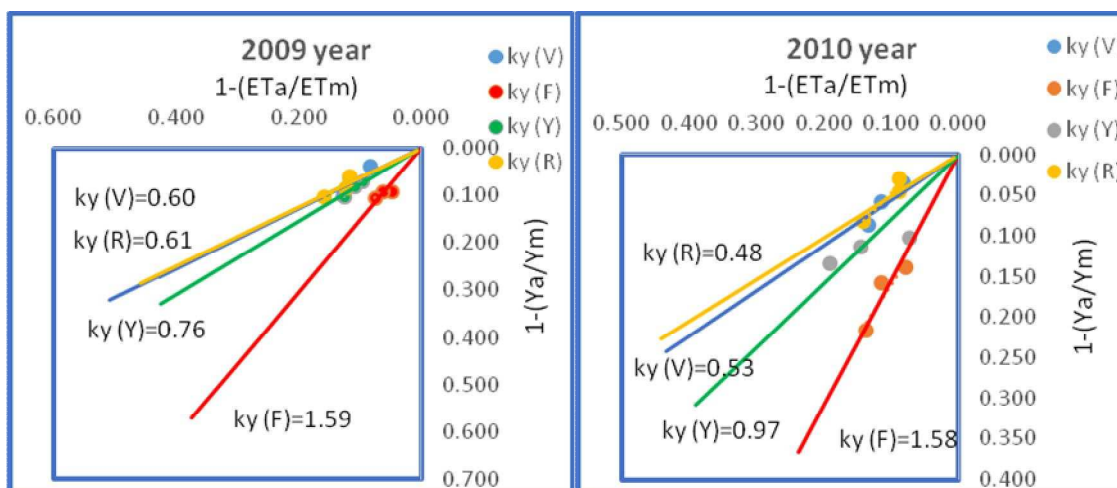 2009 year
1-(ETa/ETm)
0.600 0.400 0.200 0.000
ky (V)
ky (F)
ky (Y)
ky (R)
0.000
0.100
0.200
0.300
0.400
0.500
0.600
0.700
1-(Ya/Ym)
ky (V)=0.60
ky (R)=0.61
ky (Y)=0.76
ky (F)=1.59
2010 year
1-(ETa/ETm)
0.500 0.400 0.300 0.200 0.100 0.000
ky (V)
ky (F)
ky (Y)
ky (R)
0.000
0.050
0.100
0.150
0.200
0.250
0.300
0.350
0.400
1-(Ya/Ym)
ky (R)=0.48
ky (V)=0.53
ky (Y)=0.97
ky (F)=1.58